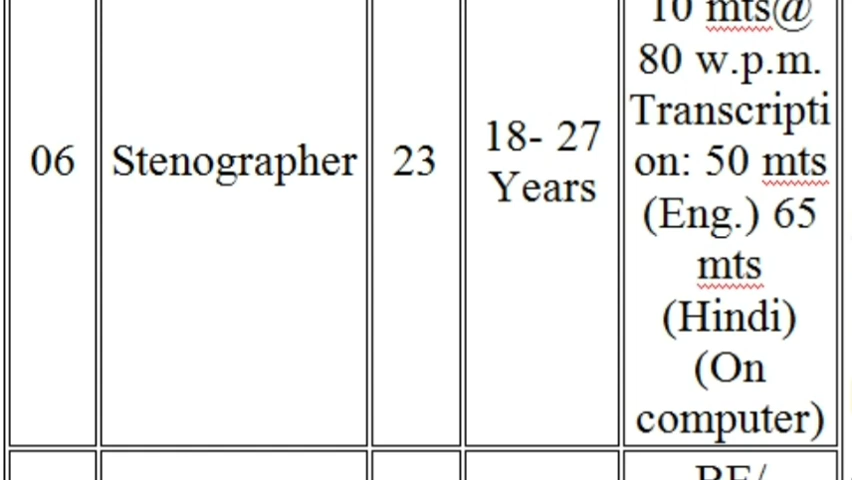 06
Stenographer
23
18- 27
Years
10 mts@
80 w.p.m.
Transcripti
on: 50 mts
(Eng.) 65
mts
(Hindi)
(On
computer)
BE/